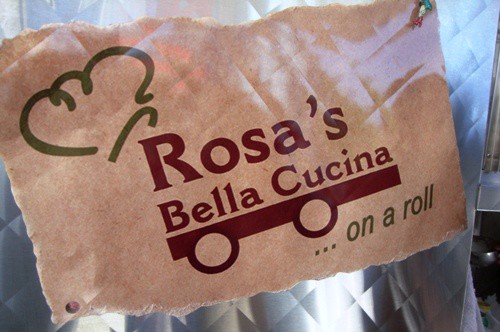 Rosa's
Bella Cucina
... on a roll